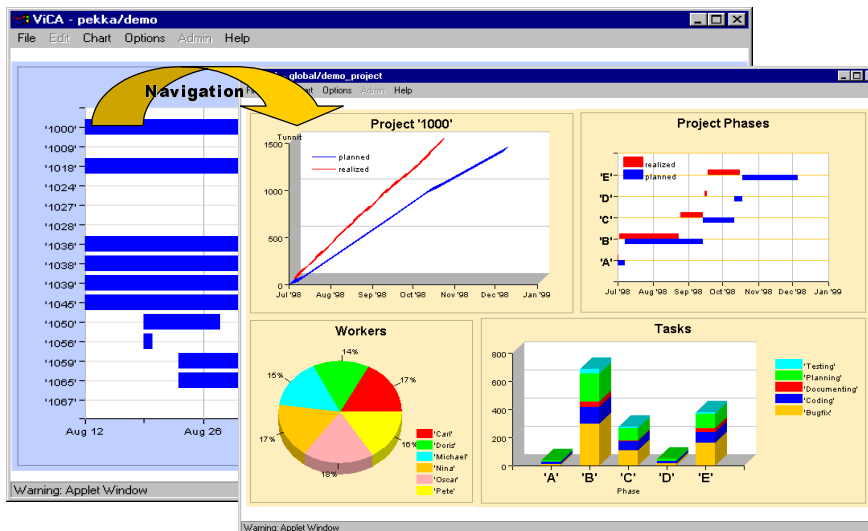 ViCA - pekka/demo
File Edit Chart Options Admin Help
Navigation
'1000'
'1009'
'1018'
'1024'
'1027'
'1028'
'1036'
'1038'
'1039'
'1045'
'1050'
'1056'
'1059'
'1065'
'1067'
Aug 12 Aug 26
Warning: Applet Window
- global/demo_project
Options Admin Help
Project '1000'
Tunnit
1500
1000
500
0
planned
realized
Jul '98 Aug '98 Sep '98 Oct '98 Nov '98 Dec '98 Jan '99
Project Phases
realized
planned
'E'
'D'
'C'
'B'
'A'
Jul '98 Aug '98 Sep '98 Oct '98 Nov '98 Dec '98 Jan '99
Workers
14%
17%
15%
17%
16%
18%
'Carl'
'Doris'
'Michael'
'Nina'
'Oscar'
'Pete'
Tasks
800
600
400
200
0
'A' 'B' 'C' 'D' 'E'
Phase
'Testing'
'Planning'
'Documenting'
'Coding'
'Bugfix'
Warning: Applet Window